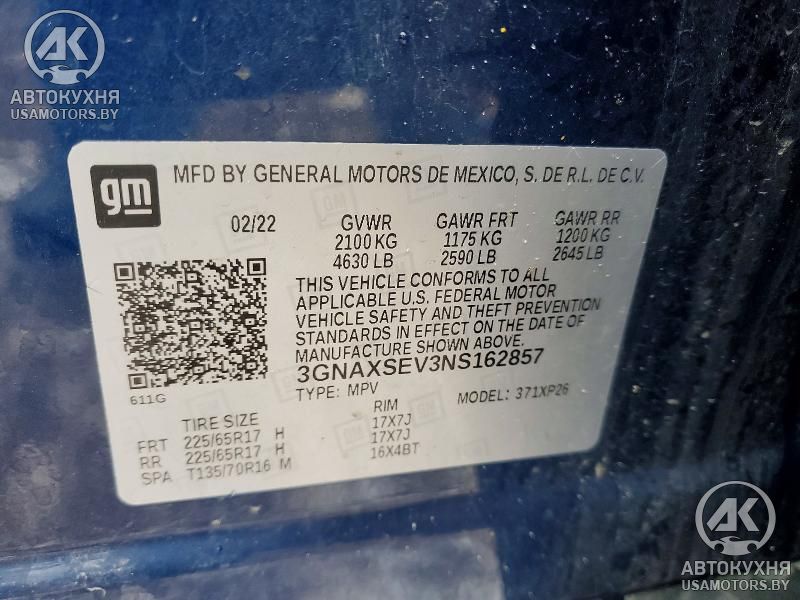 AK
АВТОКУХНЯ
USAMOTORS.BY
gm
MFD BY GENERAL MOTORS DE MEXICO, S. DE R.L. DE C.V.
02/22 GVWR GAWR FRT GAWR RR
2100 KG 1175 KG 1200 KG
4630 LB 2590 LB 2645 LB
THIS VEHICLE CONFORMS TO ALL
APPLICABLE U.S. FEDERAL MOTOR
VEHICLE SAFETY AND THEFT PREVENTION
STANDARDS IN EFFECT ON THE DATE OF
MANUFACTURE SHOWN ABOVE.
3GNAXSEV3NS162857
611G TYPE: MPV MODEL: 371XP26
TIRE SIZE RIM
FRT 225/65R17 H 17X7J
RR 225/65R17 H 17X7J
SPA T135/70R16 M 16X4BT
AK
АВТОКУХНЯ
USAMOTORS.BY